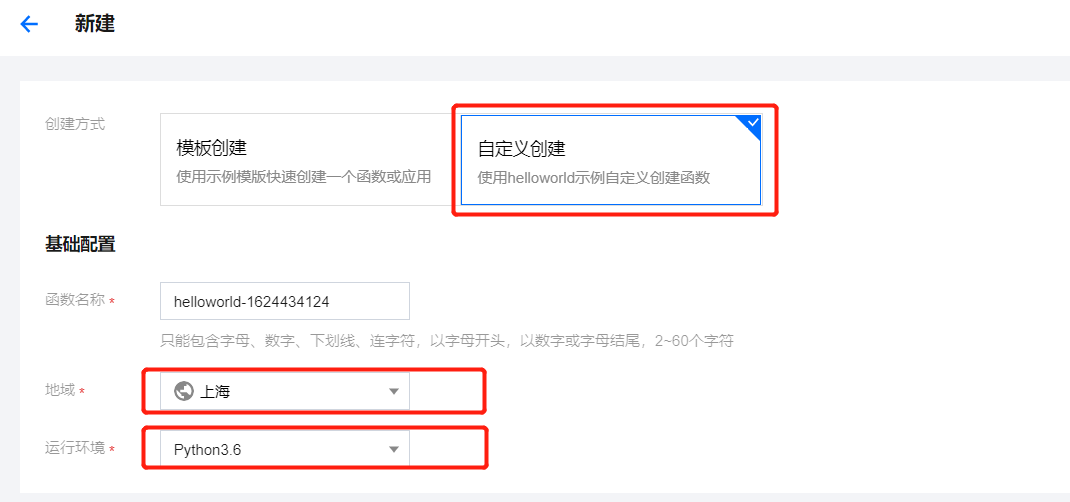 新建
创建方式
模板创建
使用示例模版快速创建一个函数或应用
自定义创建
使用helloworld示例自定义创建函数
基础配置
函数名称 *
helloworld-1624434124
只能包含字母、数字、下划线、连字符，以字母开头，以数字或字母结尾，2~60个字符
地域 *
上海
运行环境 *
Python3.6